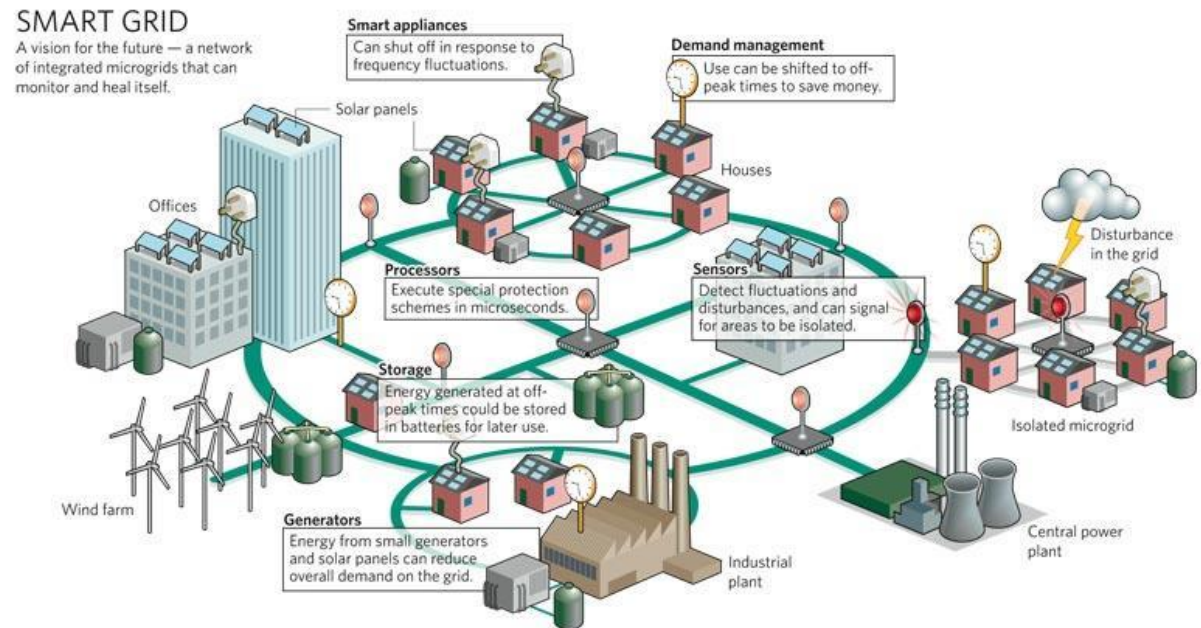 SMART GRID
A vision for the future — a network
of integrated microgrids that can
monitor and heal itself.
Smart appliances
Can shut off in response to
frequency fluctuations.
Demand management
Use can be shifted to off-
peak times to save money.
Solar panels
Houses
Offices
Disturbance
in the grid
Processors
Execute special protection
schemes in microseconds.
Sensors
Detect fluctuations and
disturbances, and can signal
for areas to be isolated.
Storage
Energy generated at off-
peak times could be stored
in batteries for later use.
Isolated microgrid
Wind farm
Generators
Energy from small generators
and solar panels can reduce
overall demand on the grid.
Industrial
plant
Central power
plant